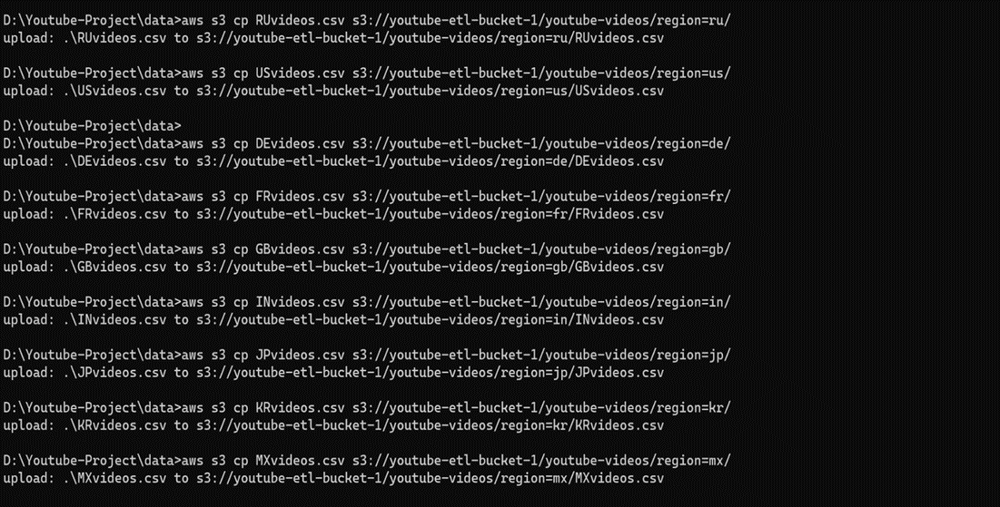 D:\Youtube-Project\data>aws s3 cp RUvideos.csv s3://youtube-etl-bucket-1/youtube-videos/region=ru/
upload: .\RUvideos.csv to s3://youtube-etl-bucket-1/youtube-videos/region=ru/RUvideos.csv
D:\Youtube-Project\data>aws s3 cp USvideos.csv s3://youtube-etl-bucket-1/youtube-videos/region=us/
upload: .\USvideos.csv to s3://youtube-etl-bucket-1/youtube-videos/region=us/USvideos.csv
D:\Youtube-Project\data>
D:\Youtube-Project\data>aws s3 cp DEvideos.csv s3://youtube-etl-bucket-1/youtube-videos/region=de/
upload: .\DEvideos.csv to s3://youtube-etl-bucket-1/youtube-videos/region=de/DEvideos.csv
D:\Youtube-Project\data>aws s3 cp FRvideos.csv s3://youtube-etl-bucket-1/youtube-videos/region=fr/
upload: .\FRvideos.csv to s3://youtube-etl-bucket-1/youtube-videos/region=fr/FRvideos.csv
D:\Youtube-Project\data>aws s3 cp GBvideos.csv s3://youtube-etl-bucket-1/youtube-videos/region=gb/
upload: .\GBvideos.csv to s3://youtube-etl-bucket-1/youtube-videos/region=gb/GBvideos.csv
D:\Youtube-Project\data>aws s3 cp INvideos.csv s3://youtube-etl-bucket-1/youtube-videos/region=in/
upload: .\INvideos.csv to s3://youtube-etl-bucket-1/youtube-videos/region=in/INvideos.csv
D:\Youtube-Project\data>aws s3 cp JPvideos.csv s3://youtube-etl-bucket-1/youtube-videos/region=jp/
upload: .\JPvideos.csv to s3://youtube-etl-bucket-1/youtube-videos/region=jp/JPvideos.csv
D:\Youtube-Project\data>aws s3 cp KRvideos.csv s3://youtube-etl-bucket-1/youtube-videos/region=kr/
upload: .\KRvideos.csv to s3://youtube-etl-bucket-1/youtube-videos/region=kr/KRvideos.csv
D:\Youtube-Project\data>aws s3 cp MXvideos.csv s3://youtube-etl-bucket-1/youtube-videos/region=mx/
upload: .\MXvideos.csv to s3://youtube-etl-bucket-1/youtube-videos/region=mx/MXvideos.csv